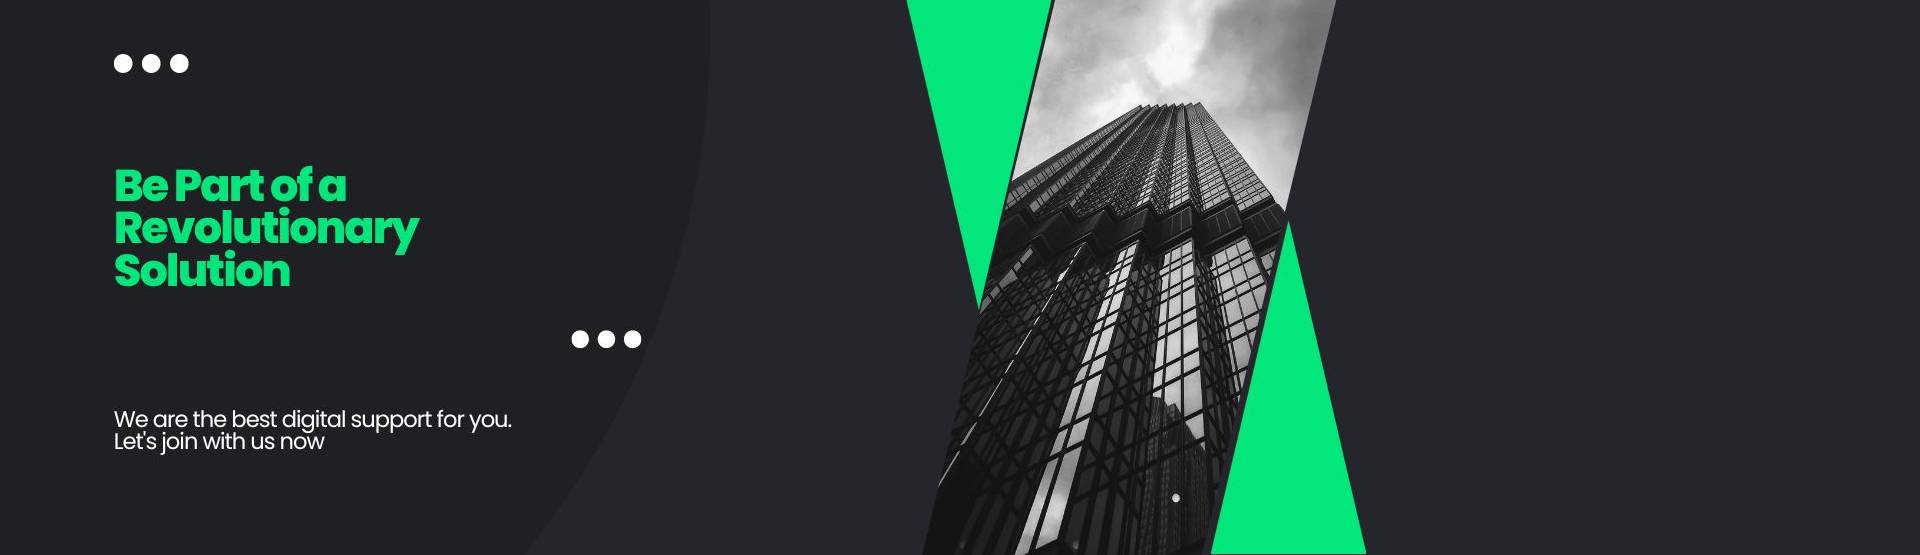 Be Part of a
Revolutionary
Solution
We are the best digital support for you.
Let's join with us now